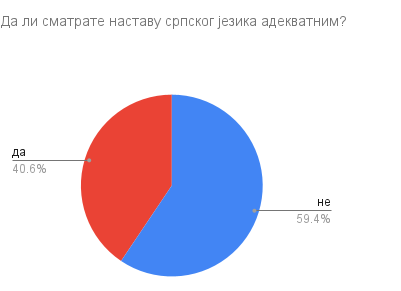 Да ли сматрате наставу српског језика адекватним?
да
40.6%
не
59.4%